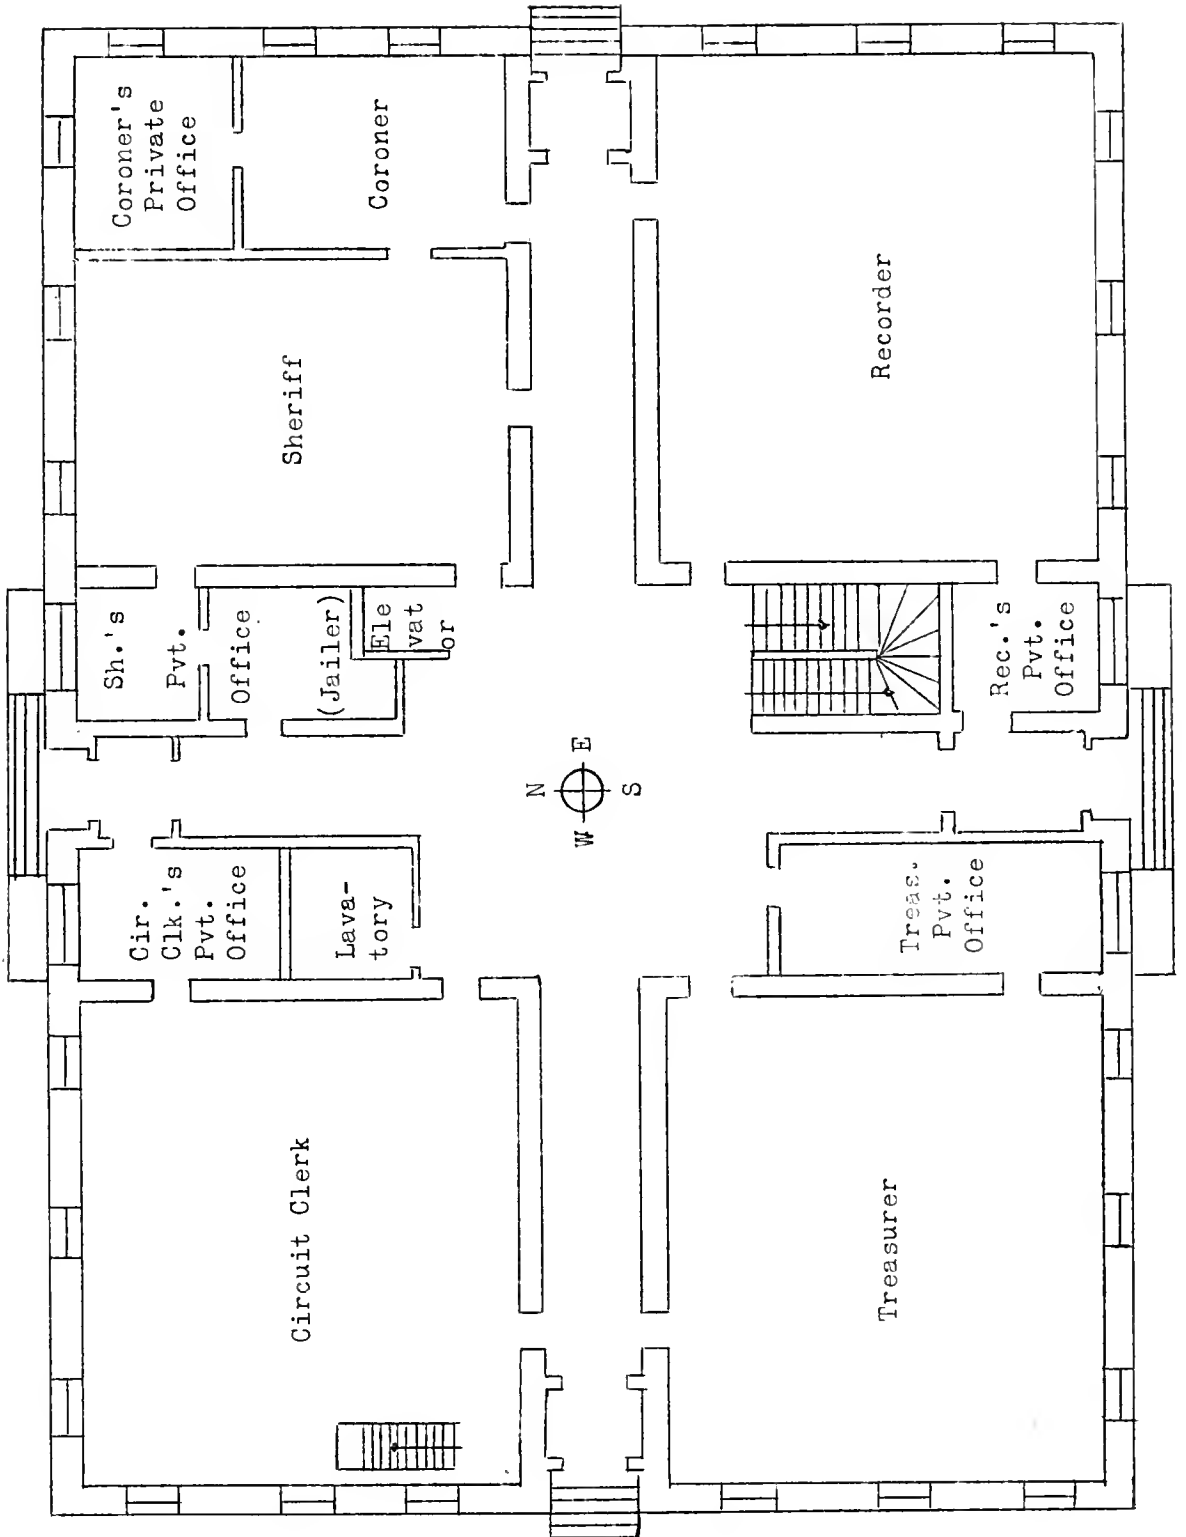 Cir.
Clk.'s
Pvt.
Office
Sh.'s
Pvt.
Office
(Jailer)
Coroner's
Private
Office
Circuit Clerk
Lava-
tory
Sheriff
Ele
vat
or
Coroner
N
W E
S
Treasurer
Treas.
Pvt.
Office
Recorder
Rec.'s
Pvt.
Office